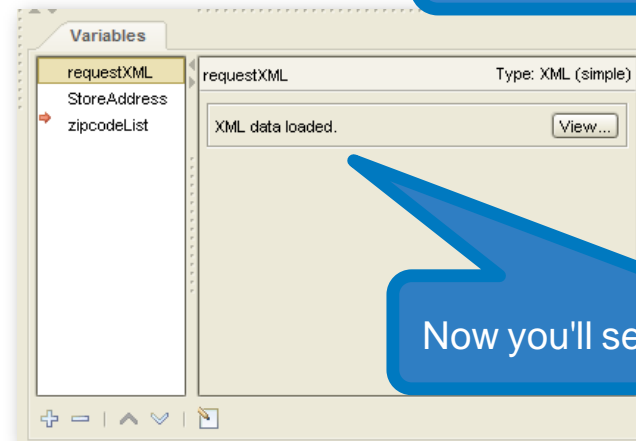 Variables
requestXML
StoreAddress
zipcodeList
requestXML Type: XML (simple)
XML data loaded. View...
Now you'll se